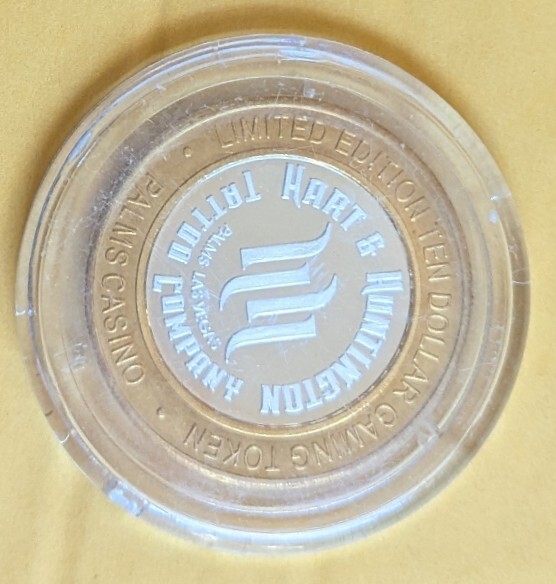 LIMITED EDITION TEN DOLLAR GAMING TOKEN
PALMS CASINO
HART & HUNTINGTON
TATTOO COMPANY
PALMS LAS VEGAS